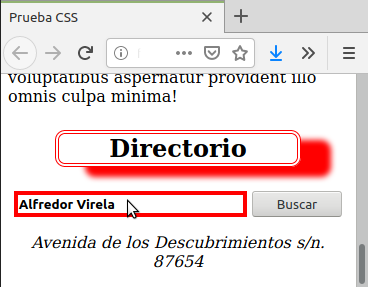 Prueba CSS
voluptatibus aspernatur provident illo
omnis culpa minima!
Directorio
Alfredor Virela
Buscar
Avenida de los Descubrimientos s/n.
87654